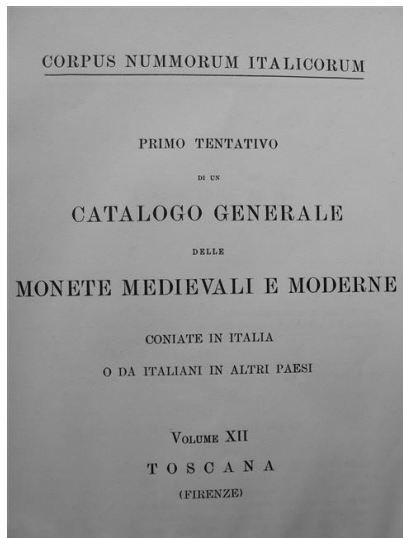 CORPUS NUMMORUM ITALICORUM
PRIMO TENTATIVO
DI UN
CATALOGO GENERALE
DELLE
MONETE MEDIEVALI E MODERNE
CONIATE IN ITALIA
O DA ITALIANI IN ALTRI PAESI
VOLUME XII
TOSCANA
(FIRENZE)